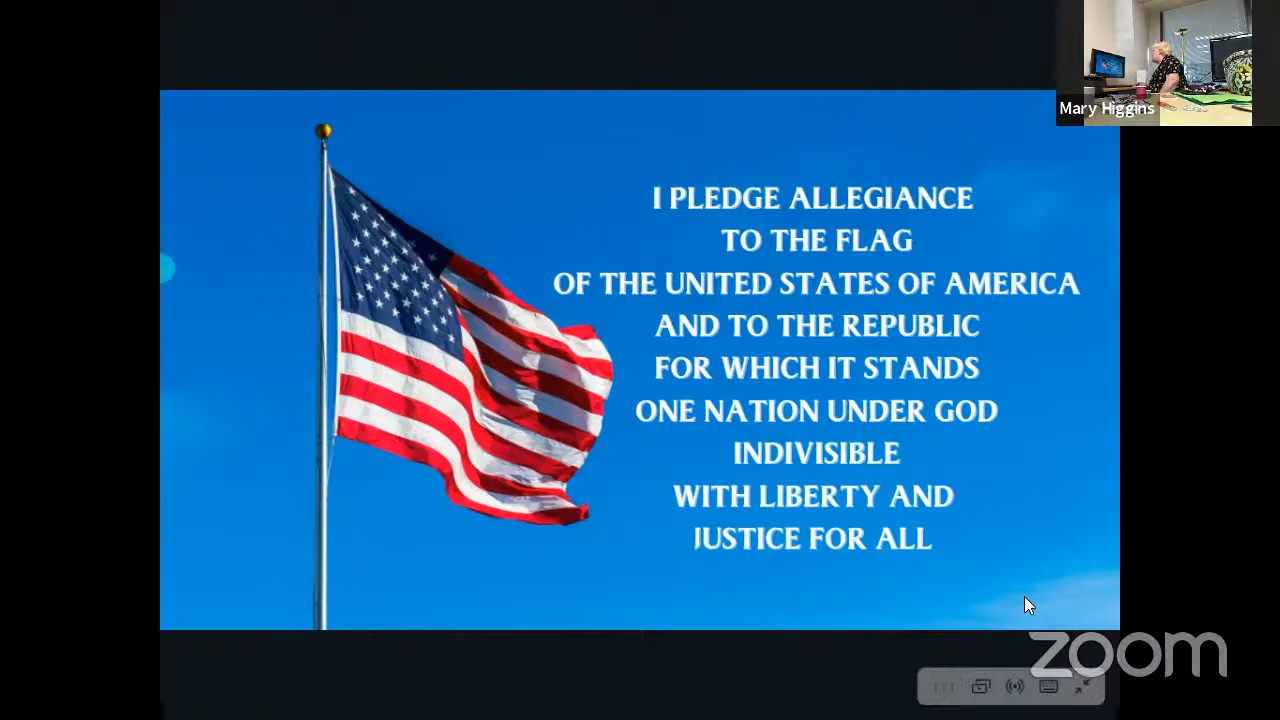 Mary Higgins
I PLEDGE ALLEGIANCE
TO THE FLAG
OF THE UNITED STATES OF AMERICA
AND TO THE REPUBLIC
FOR WHICH IT STANDS
ONE NATION UNDER GOD
INDIVISIBLE
WITH LIBERTY AND
JUSTICE FOR ALL
zoom